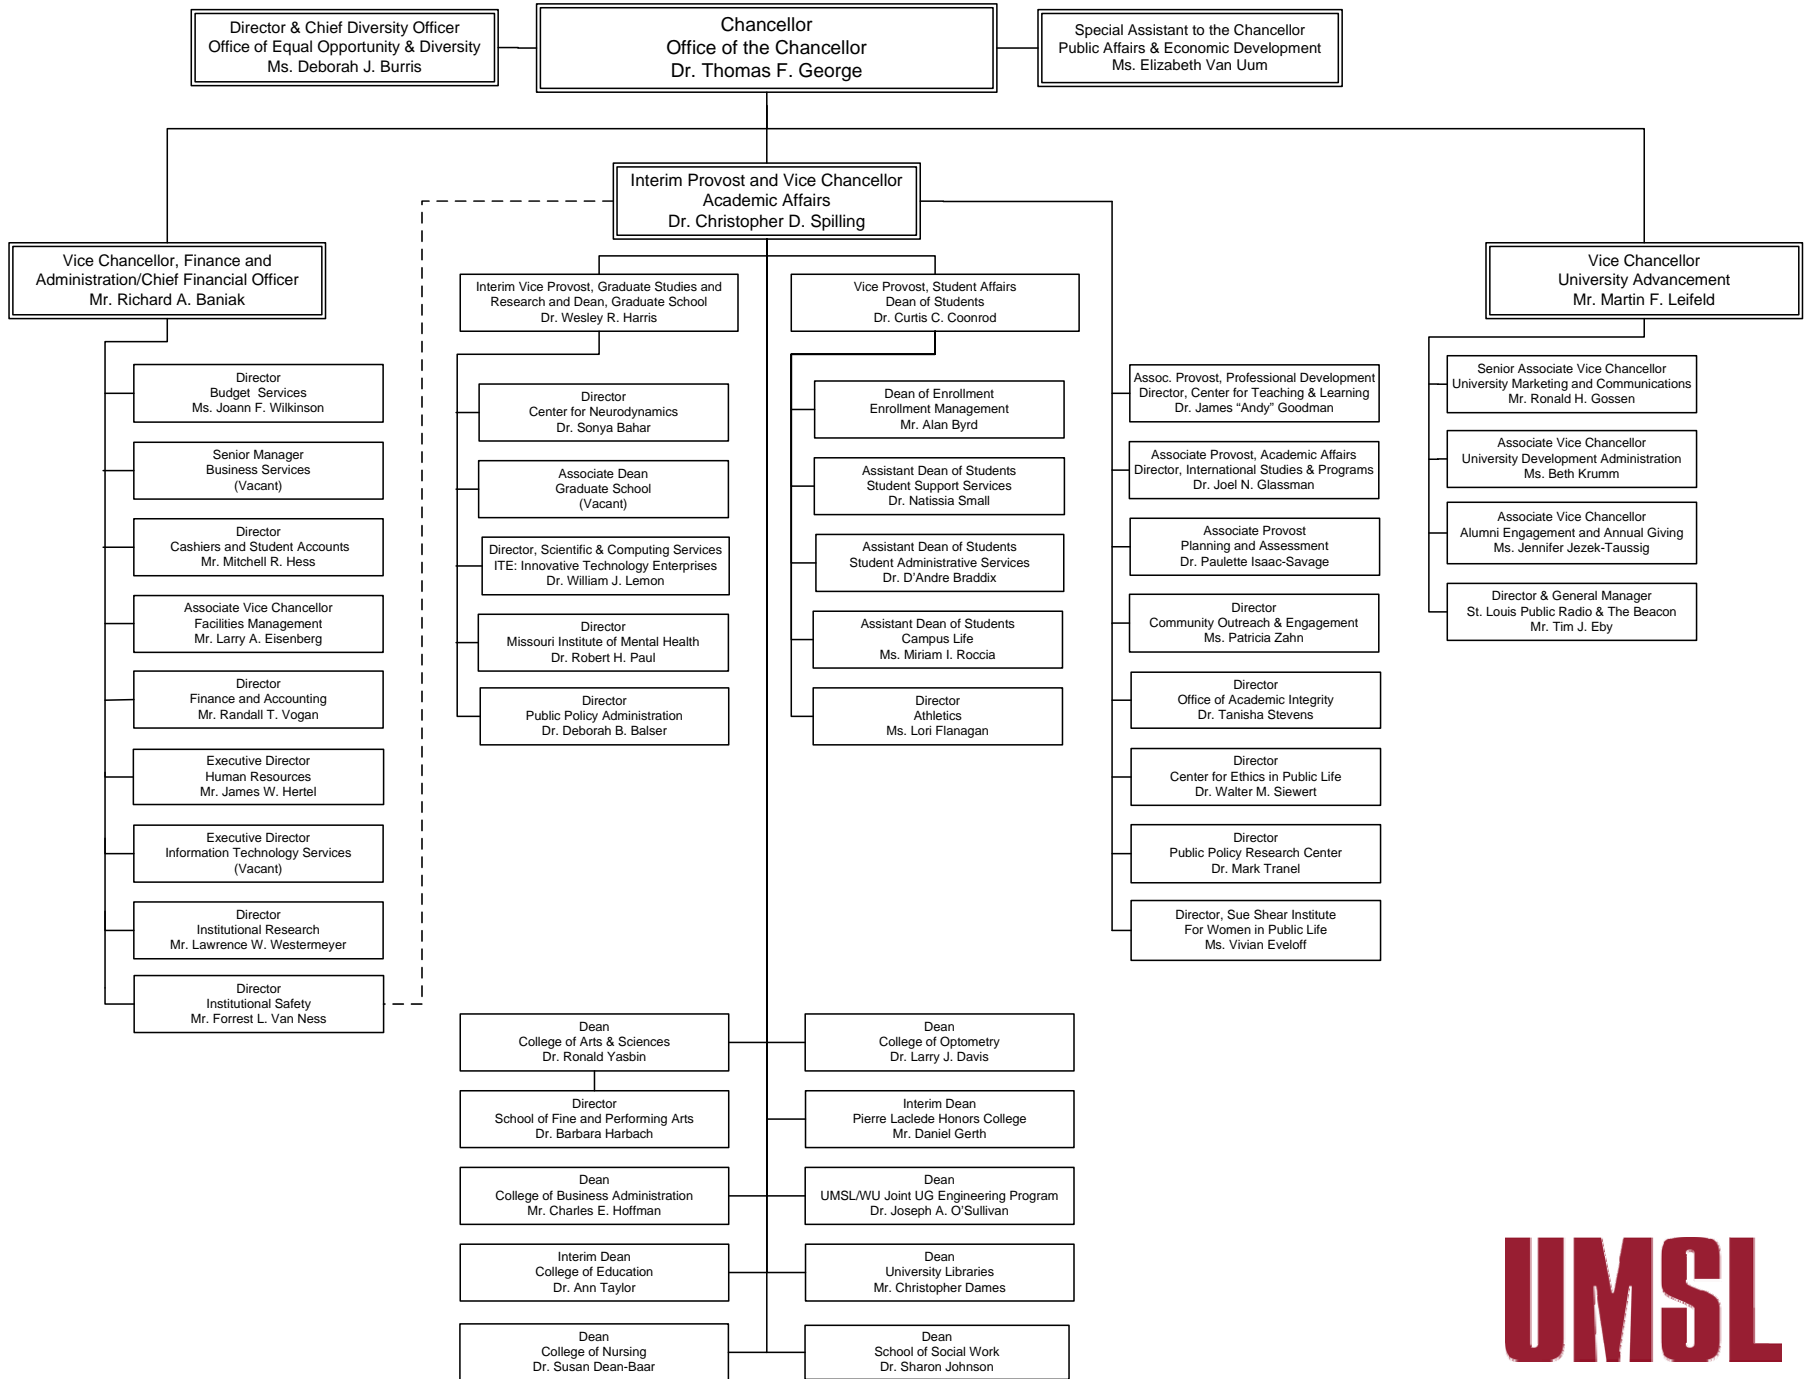 Director & Chief Diversity Officer
Office of Equal Opportunity & Diversity
Ms. Deborah J. Burris
Chancellor
Office of the Chancellor
Dr. Thomas F. George
Special Assistant to the Chancellor
Public Affairs & Economic Development
Ms. Elizabeth Van Uum
Interim Provost and Vice Chancellor
Academic Affairs
Dr. Christopher D. Spilling
Vice Chancellor, Finance and
Administration/Chief Financial Officer
Mr. Richard A. Baniak
Vice Chancellor
University Advancement
Mr. Martin F. Leifeld
Interim Vice Provost, Graduate Studies and
Research and Dean, Graduate School
Dr. Wesley R. Harris
Vice Provost, Student Affairs
Dean of Students
Dr. Curtis C. Coonrod
Director
Budget  Services
Ms. Joann F. Wilkinson
Senior Manager
Business Services
(Vacant)
Director
Cashiers and Student Accounts
Mr. Mitchell R. Hess
Associate Vice Chancellor
Facilities Management
Mr. Larry A. Eisenberg
Director
Finance and Accounting
Mr. Randall T. Vogan
Executive Director
Human Resources
Mr. James W. Hertel
Executive Director
Information Technology Services
(Vacant)
Director
Institutional Research
Mr. Lawrence W. Westermeyer
Director
Institutional Safety
Mr. Forrest L. Van Ness
Director
Center for Neurodynamics
Dr. Sonya Bahar
Associate Dean
Graduate School
(Vacant)
Director, Scientific & Computing Services
ITE: Innovative Technology Enterprises
Dr. William J. Lemon
Director
Missouri Institute of Mental Health
Dr. Robert H. Paul
Director
Public Policy Administration
Dr. Deborah B. Balser
Dean of Enrollment
Enrollment Management
Mr. Alan Byrd
Assistant Dean of Students
Student Support Services
Dr. Natissia Small
Assistant Dean of Students
Student Administrative Services
Dr. D'Andre Braddix
Assistant Dean of Students
Campus Life
Ms. Miriam I. Roccia
Director
Athletics
Ms. Lori Flanagan
Assoc. Provost, Professional Development
Director, Center for Teaching & Learning
Dr. James “Andy” Goodman
Associate Provost, Academic Affairs
Director, International Studies & Programs
Dr. Joel N. Glassman
Associate Provost
Planning and Assessment
Dr. Paulette Isaac-Savage
Director
Community Outreach & Engagement
Ms. Patricia Zahn
Director
Office of Academic Integrity
Dr. Tanisha Stevens
Director
Center for Ethics in Public Life
Dr. Walter M. Siewert
Director
Public Policy Research Center
Dr. Mark Tranel
Director, Sue Shear Institute
For Women in Public Life
Ms. Vivian Eveloff
Senior Associate Vice Chancellor
University Marketing and Communications
Mr. Ronald H. Gossen
Associate Vice Chancellor
University Development Administration
Ms. Beth Krumm
Associate Vice Chancellor
Alumni Engagement and Annual Giving
Ms. Jennifer Jezek-Taussig
Director & General Manager
St. Louis Public Radio & The Beacon
Mr. Tim J. Eby
Dean
College of Arts & Sciences
Dr. Ronald Yasbin
Dean
College of Optometry
Dr. Larry J. Davis
Director
School of Fine and Performing Arts
Dr. Barbara Harbach
Interim Dean
Pierre Laclede Honors College
Mr. Daniel Gerth
Dean
College of Business Administration
Mr. Charles E. Hoffman
Dean
UMSL/WU Joint UG Engineering Program
Dr. Joseph A. O'Sullivan
Interim Dean
College of Education
Dr. Ann Taylor
Dean
University Libraries
Mr. Christopher Dames
Dean
College of Nursing
Dr. Susan Dean-Baar
Dean
School of Social Work
Dr. Sharon Johnson
UMSL